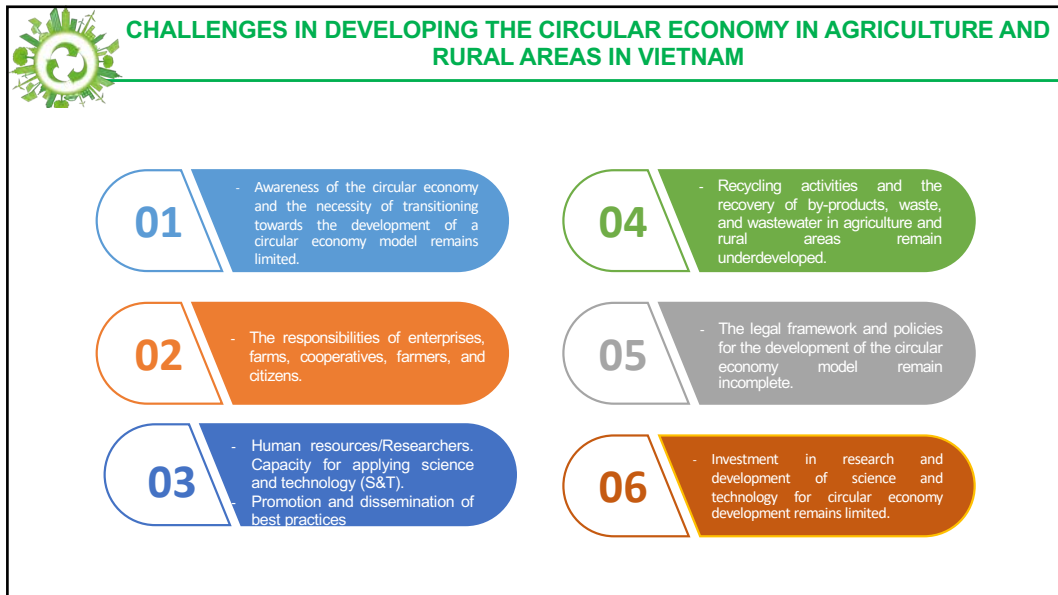 CHALLENGES IN DEVELOPING THE CIRCULAR ECONOMY IN AGRICULTURE AND
RURAL AREAS IN VIETNAM
01
- Awareness of the circular economy
and the necessity of transitioning
towards the development of a
circular economy model remains
limited.
02
- The responsibilities of enterprises,
farms, cooperatives, farmers, and
citizens.
03
- Human resources/Researchers.
Capacity for applying science
and technology (S&T).
- Promotion and dissemination of
best practices
04
- Recycling activities and the
recovery of by-products, waste,
and wastewater in agriculture and
rural areas remain
underdeveloped.
05
- The legal framework and policies
for the development of the circular
economy model remain
incomplete.
06
- Investment in research and
development of science and
technology for circular economy
development remains limited.